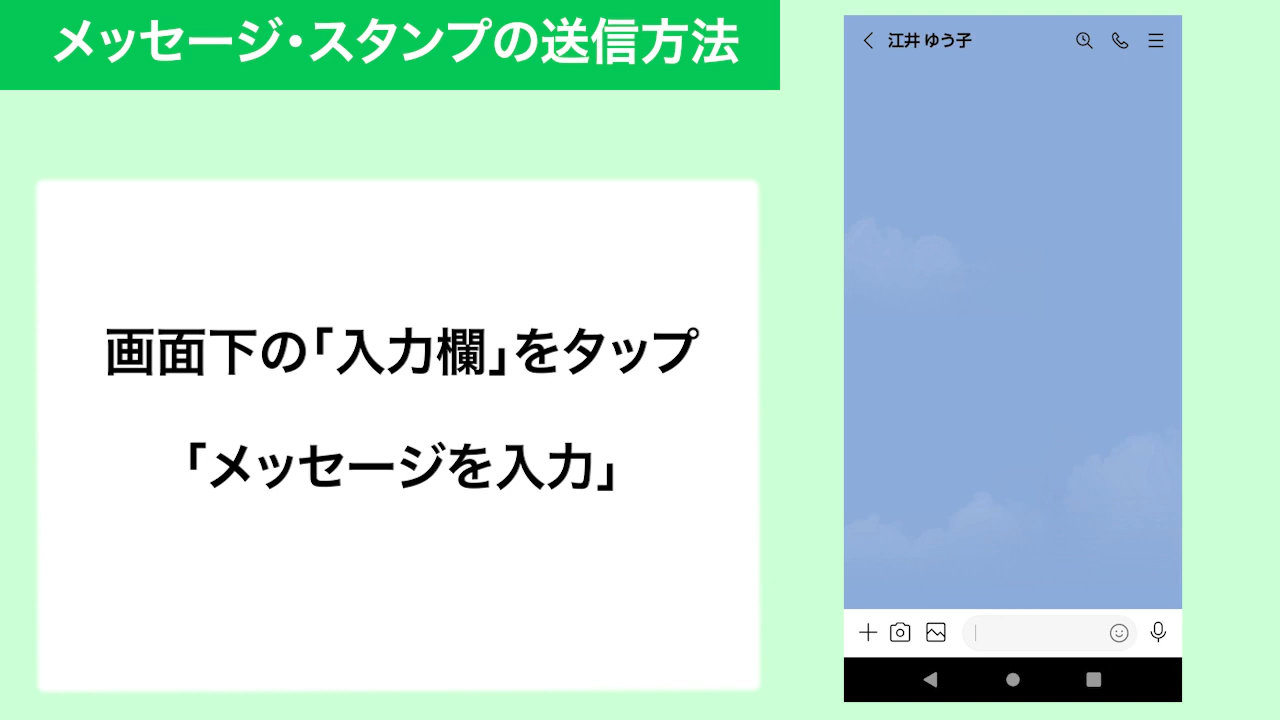 メッセージ・スタンプの送信方法
画面下の「入力欄」をタップ
「メッセージを入力」
江井 ゆう子